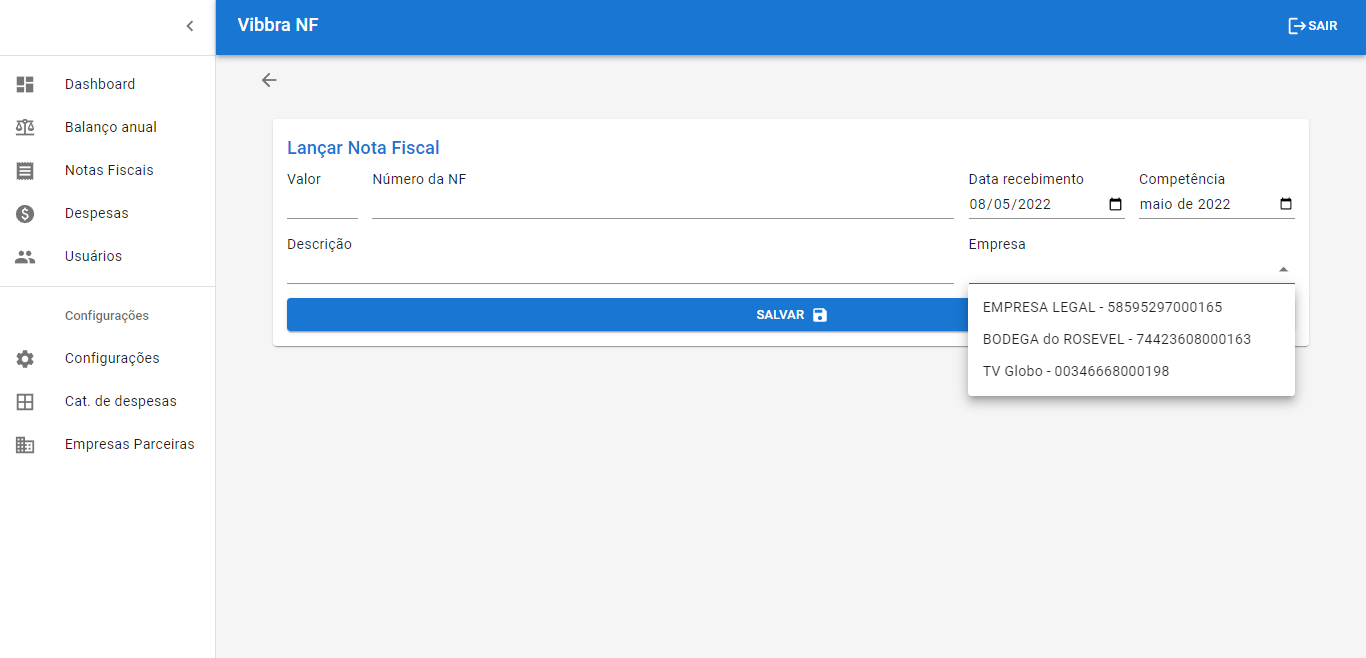 Vibbra NF
SAIR
Dashboard
Balanço anual
Notas Fiscais
Despesas
Usuários
Configurações
Configurações
Cat. de despesas
Empresas Parceiras
Lançar Nota Fiscal
Valor
Número da NF
Data recebimento
Competência
08/05/2022
maio de 2022
Descrição
Empresa
SALVAR
EMPRESA LEGAL - 58595297000165
BODEGA do ROSEVEL - 74423608000163
TV Globo - 00346668000198